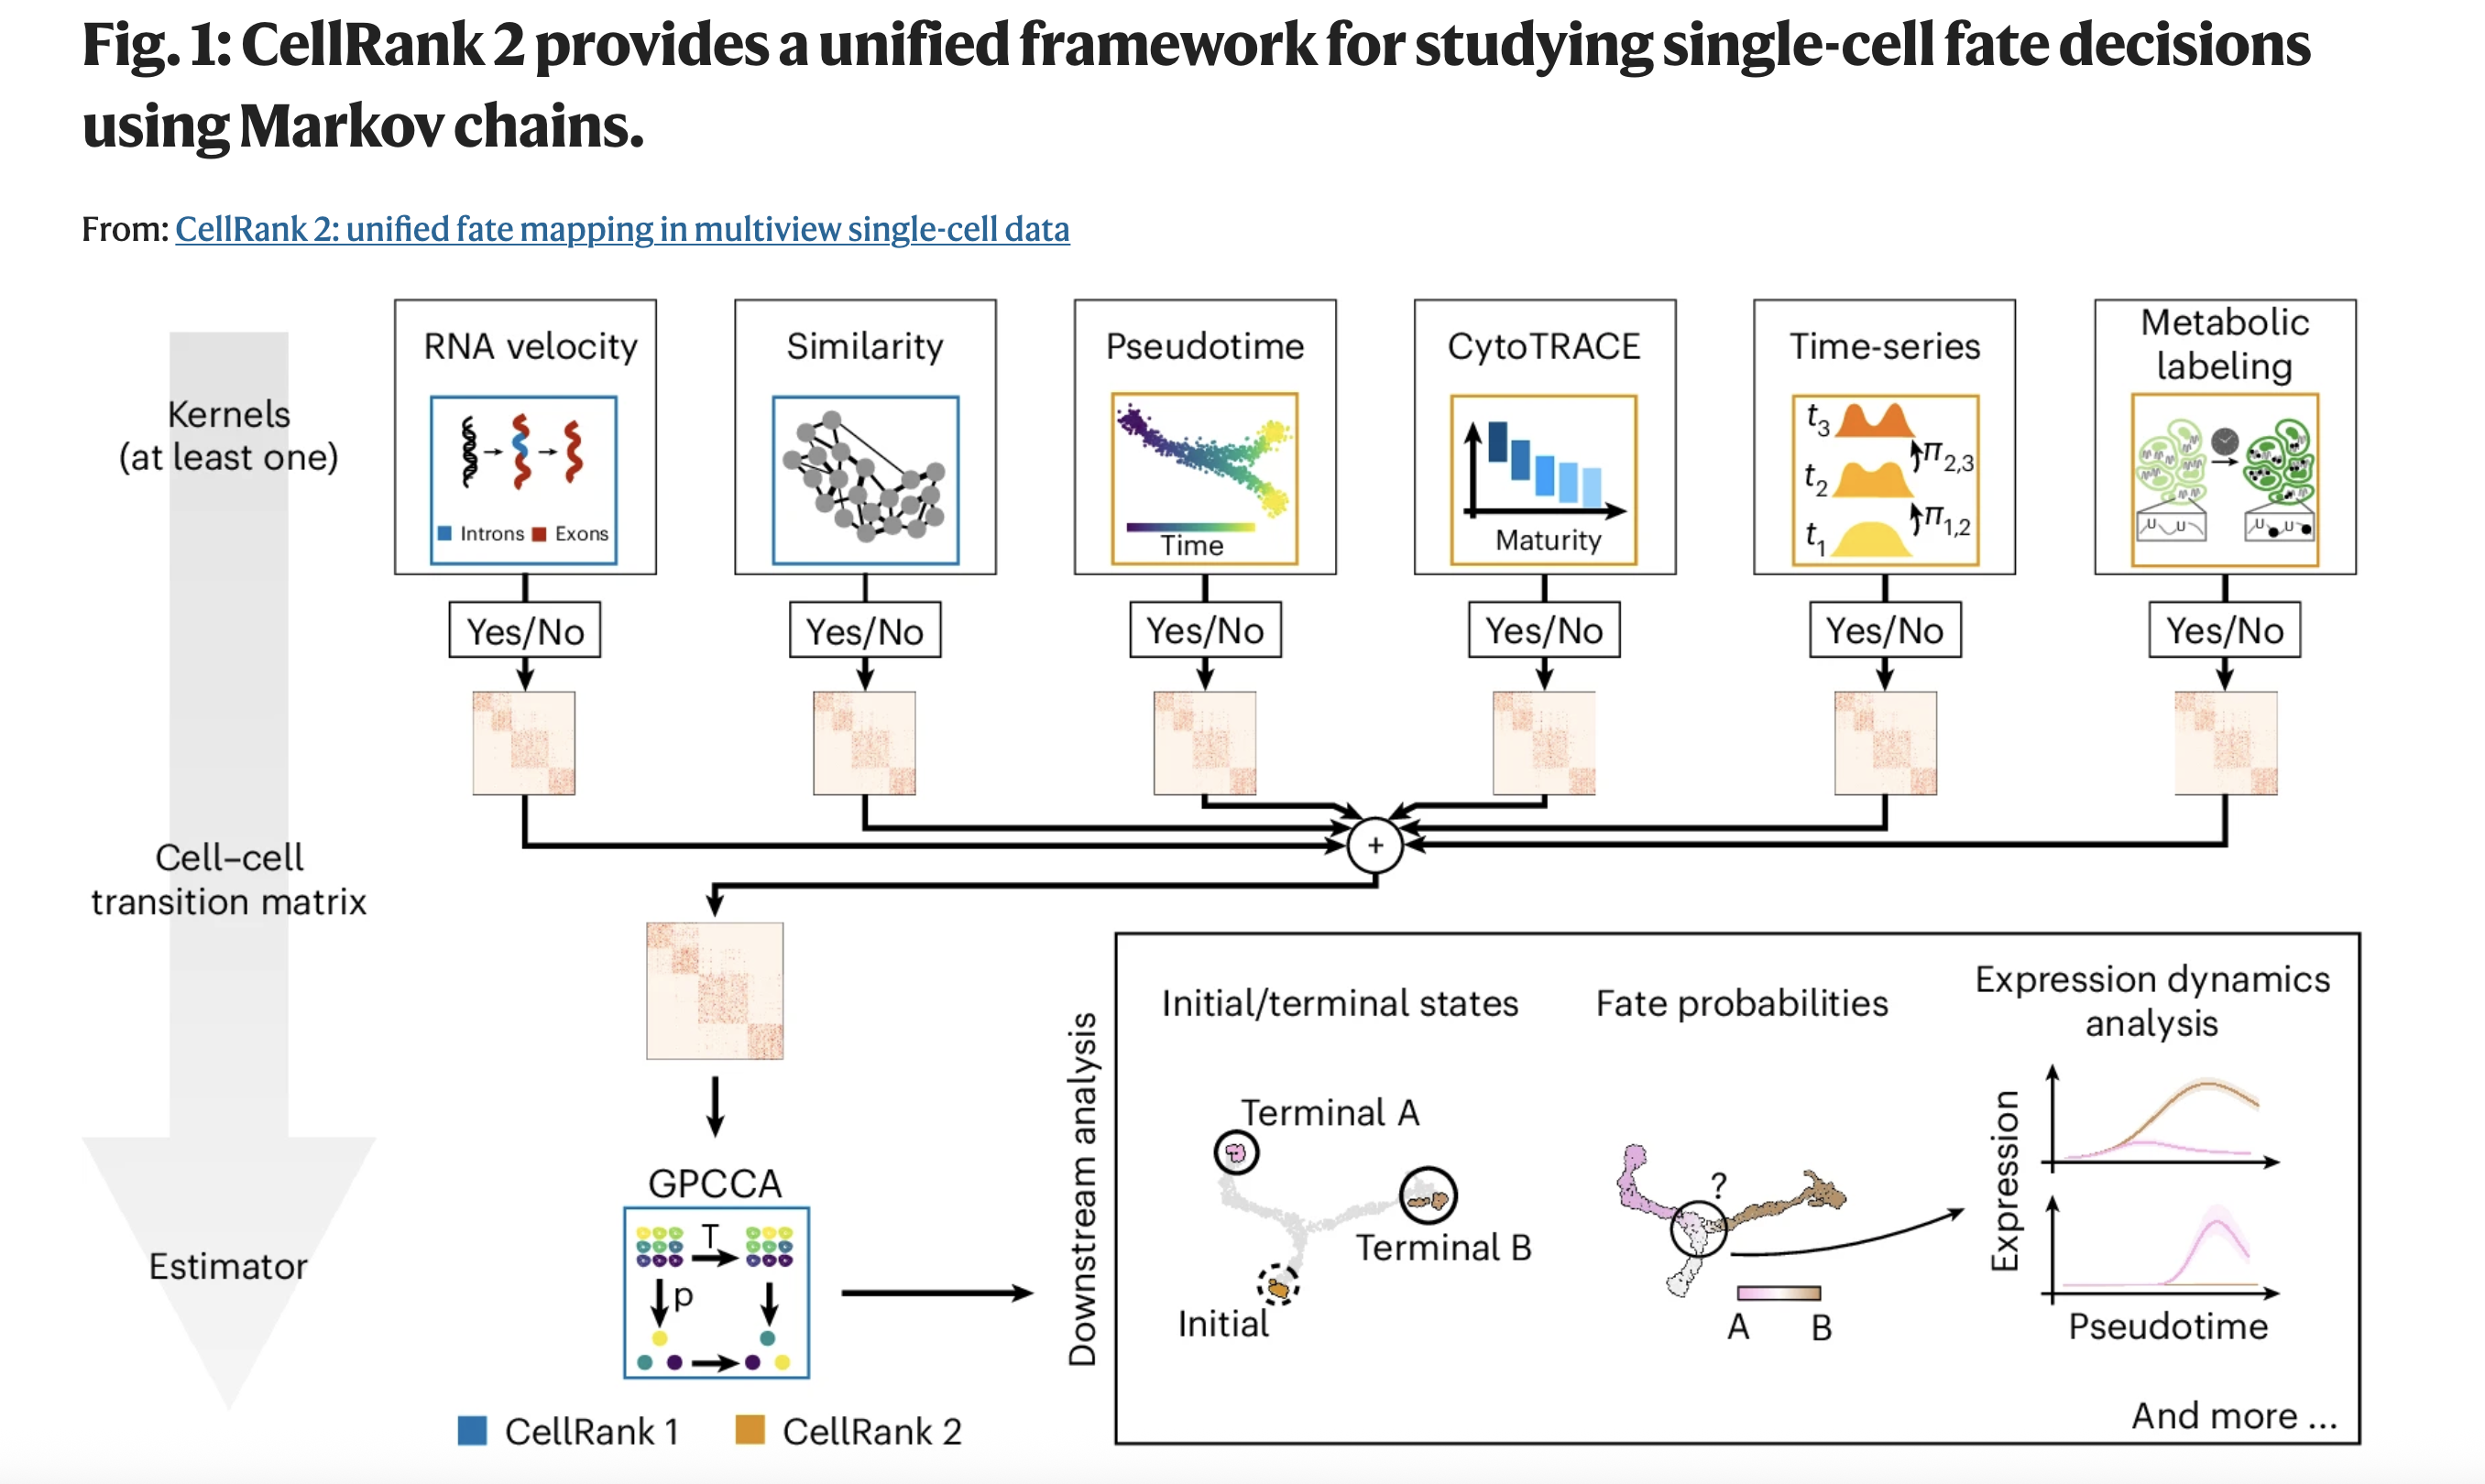 Fig. 1: CellRank 2 provides a unified framework for studying single-cell fate decisions
using Markov chains.
From: CellRank 2: unified fate mapping in multiview single-cell data
Kernels
(at least one)
RNA velocity
Introns Exons
Similarity
Pseudotime
Time
CytoTRACE
Maturity
Time-series
t3
π2,3
t2
π1,2
t1
Metabolic
labeling
U U
U U
Yes/No
Yes/No
Yes/No
Yes/No
Yes/No
Yes/No
+
Cell–cell
transition matrix
Estimator
GPCCA
T
p
CellRank 1
CellRank 2
Downstream analysis
Initial/terminal states
Terminal A
Terminal B
Initial
Fate probabilities
?
A B
Expression dynamics
analysis
Expression
Pseudotime
And more ...